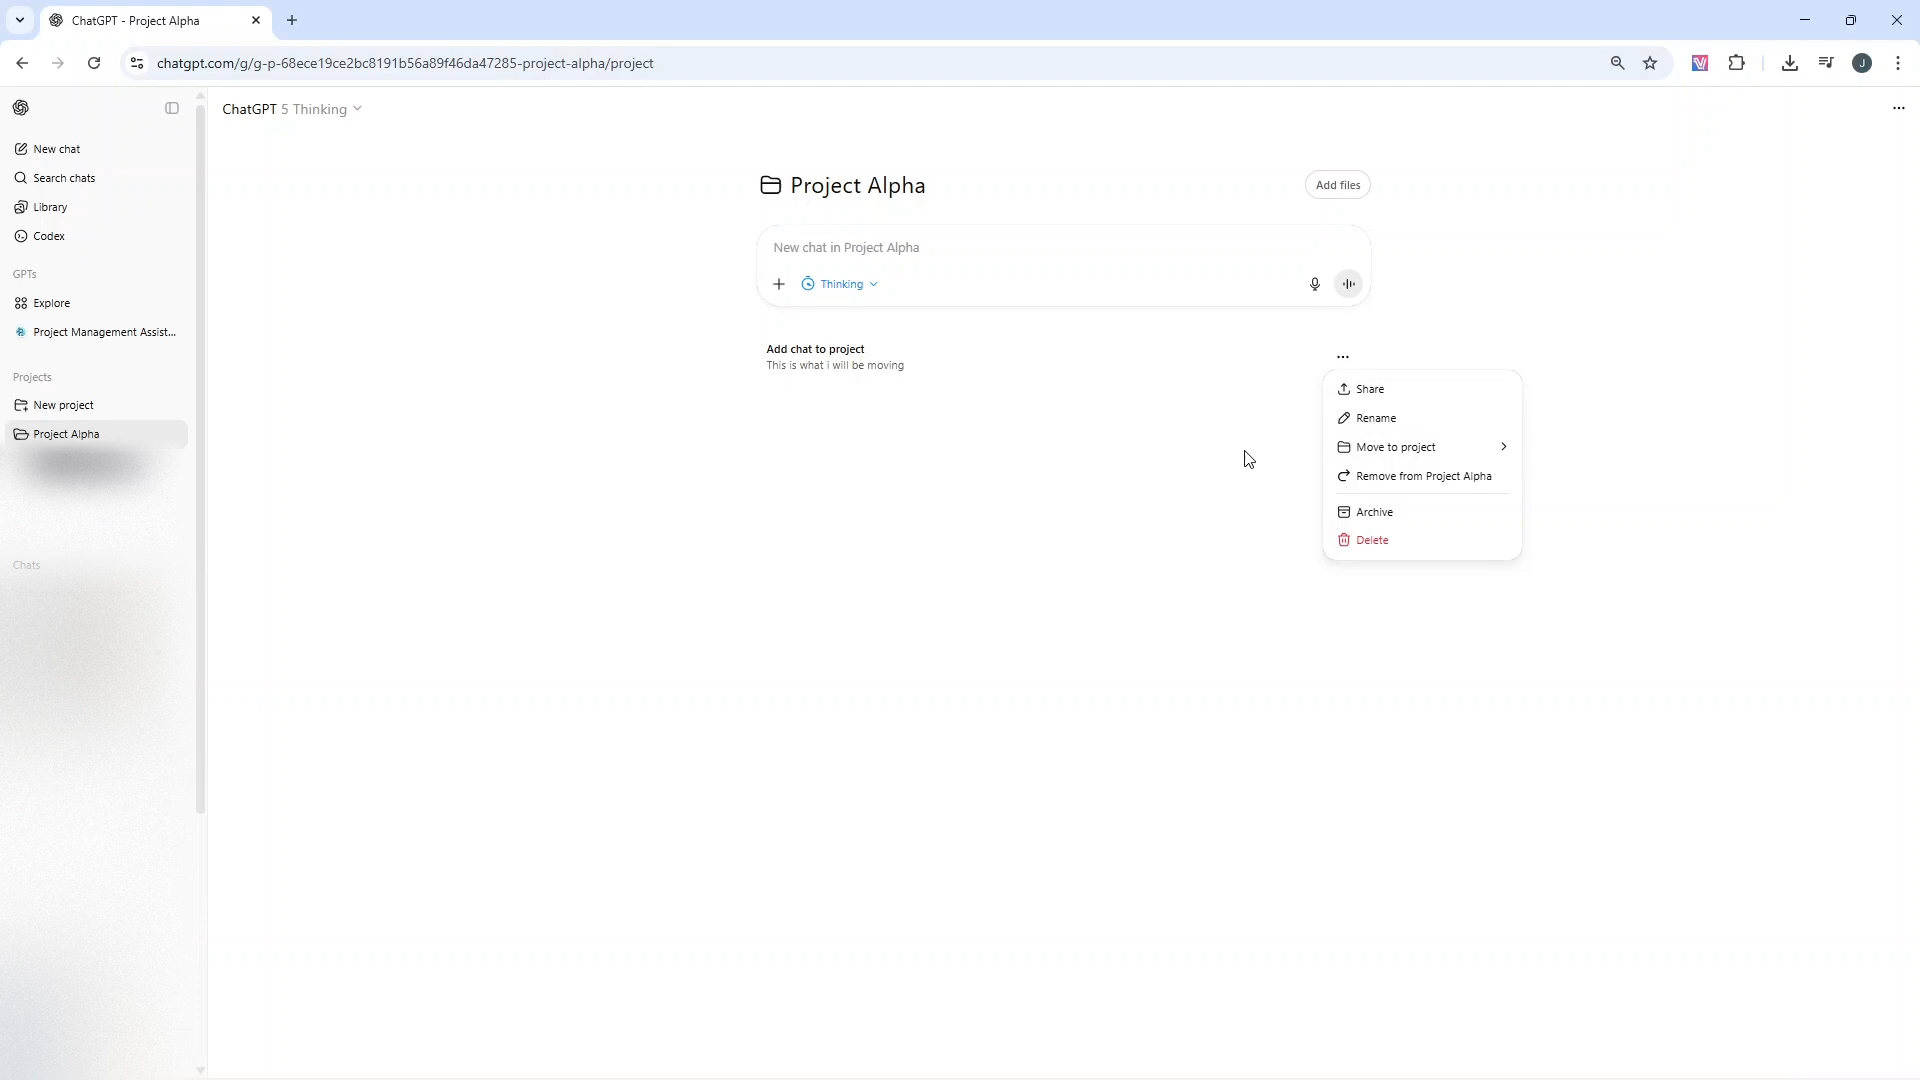 ChatGPT - Project Alpha
chatgpt.com/g/g-p-68ece19ce2bc8191b56a89f46da47285-project-alpha/project
J
New chat
Search chats
Library
Codex
GPTs
Explore
Project Management Assist...
Projects
New project
Project Alpha
Chats
ChatGPT 5 Thinking
Project Alpha
Add files
New chat in Project Alpha
Thinking
Add chat to project
This is what i will be moving
Share
Rename
Move to project
Remove from Project Alpha
Archive
Delete